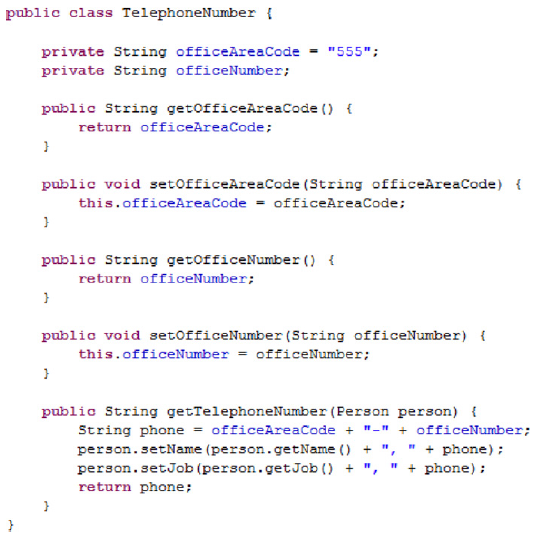 public class TelephoneNumber {
private String officeAreaCode = "555";
private String officeNumber;
public String getOfficeAreaCode() {
return officeAreaCode;
}
public void setOfficeAreaCode(String officeAreaCode) {
this.officeAreaCode = officeAreaCode;
}
public String getOfficeNumber() {
return officeNumber;
}
public void setOfficeNumber(String officeNumber) {
this.officeNumber = officeNumber;
}
public String getTelephoneNumber(Person person) {
String phone = officeAreaCode + "-" + officeNumber;
person.setName(person.getName() + ", " + phone);
person.setJob(person.getJob() + ", " + phone);
return phone;
}
}